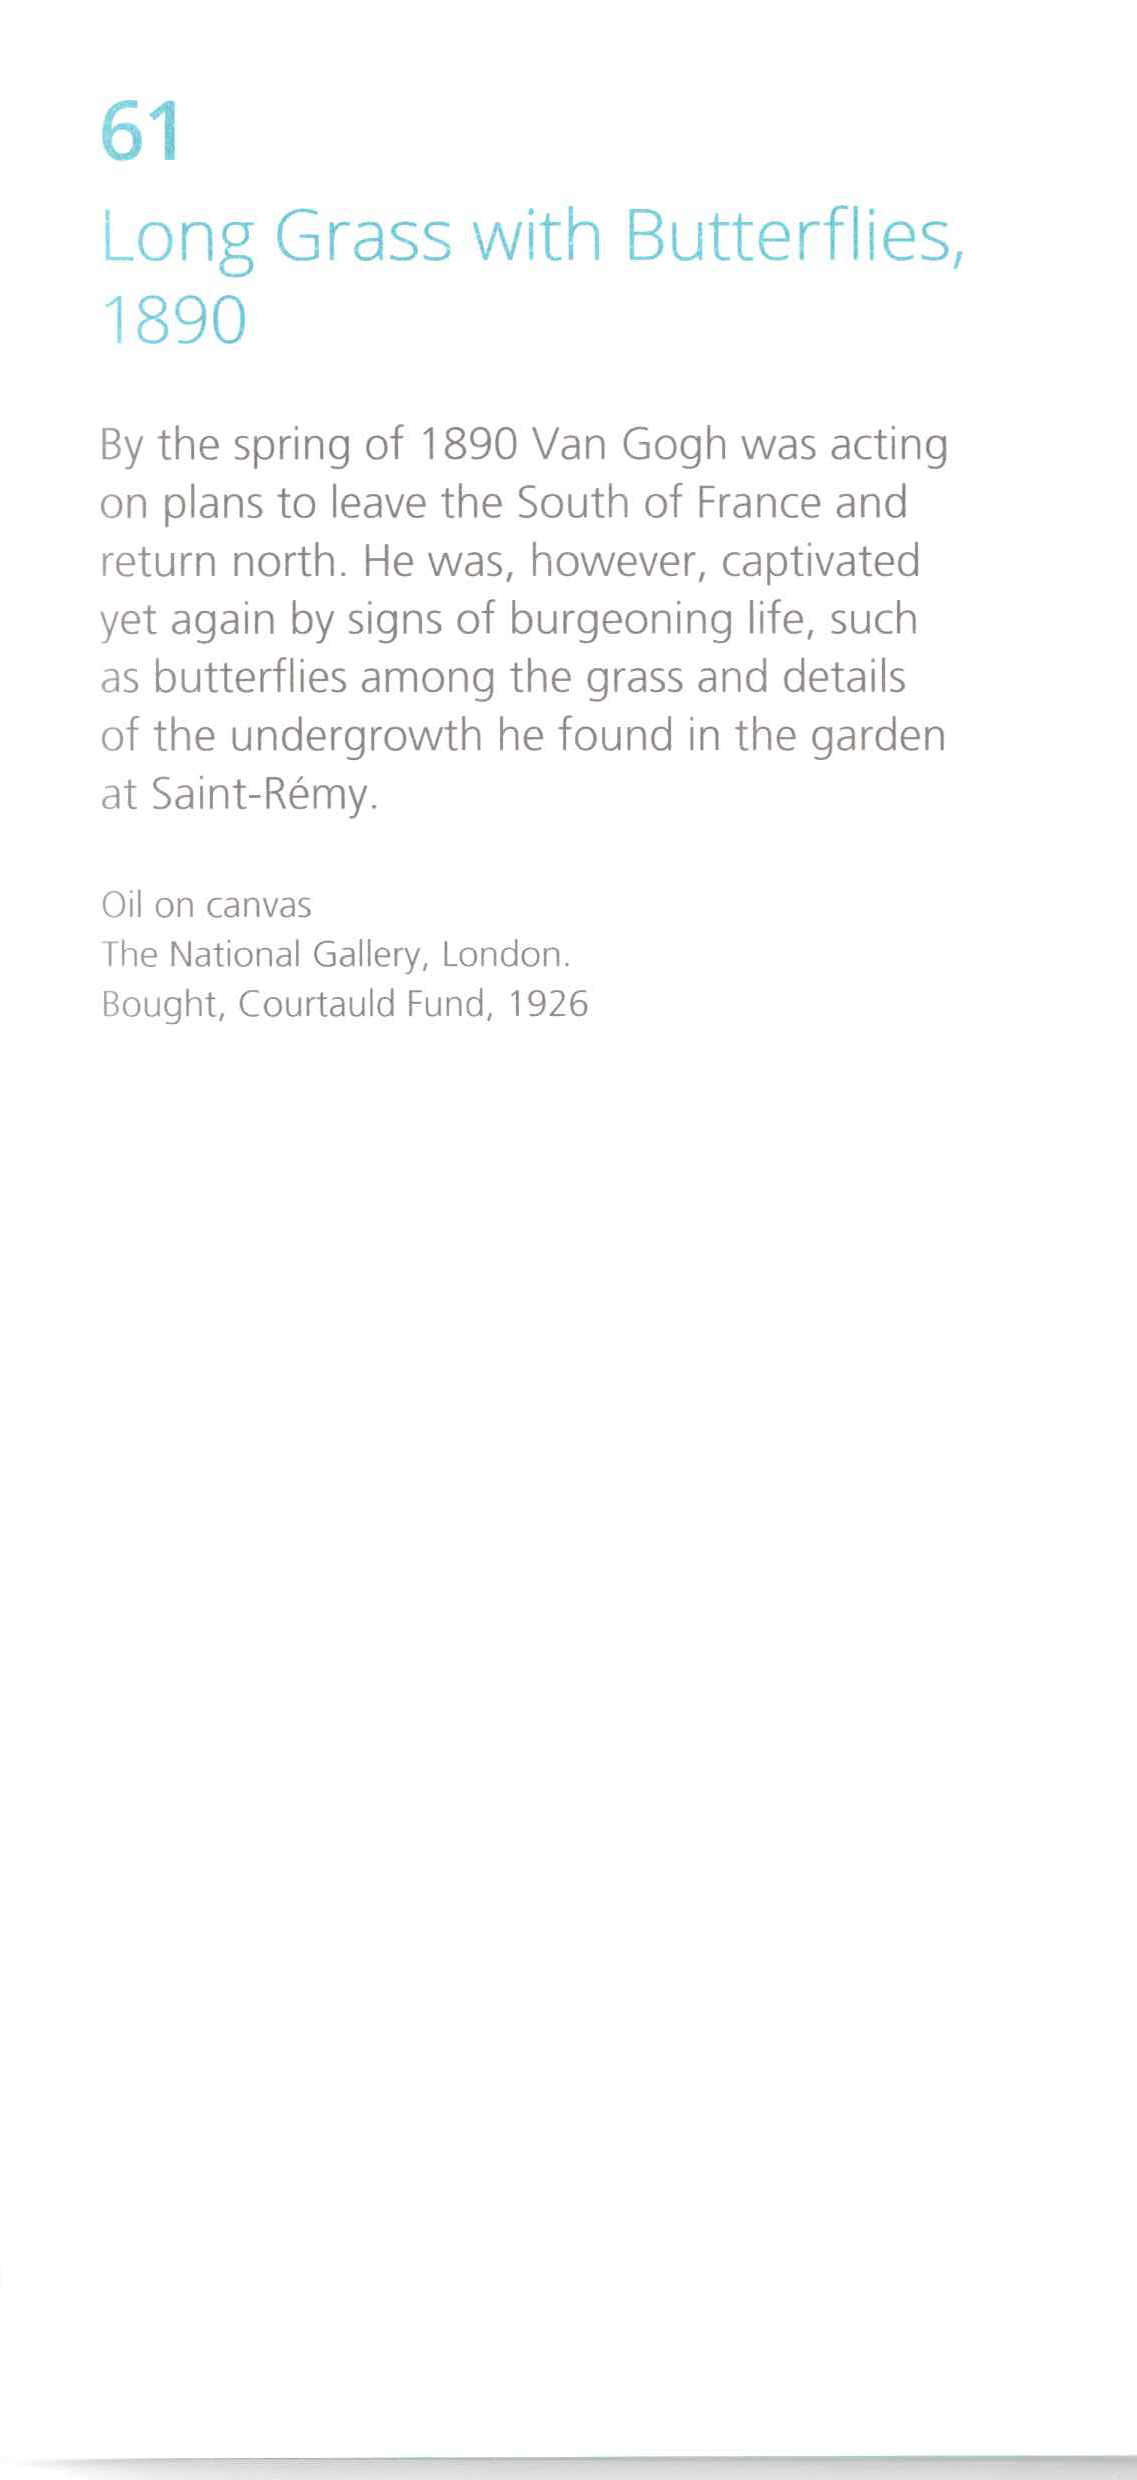 61
Long Grass with Butterflies,
1890
By the spring of 1890 Van Gogh was acting
on plans to leave the South of France and
return north. He was, however, captivated
yet again by signs of burgeoning life, such
as butterflies among the grass and details
of the undergrowth he found in the garden
at Saint-Rémy.
Oil on canvas
The National Gallery, London.
Bought, Courtauld Fund, 1926